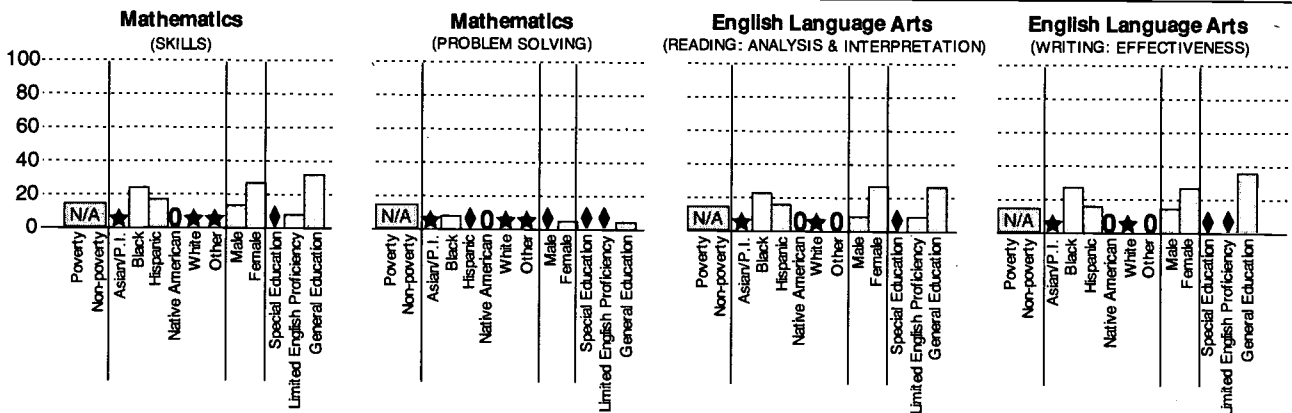 Mathematics
(SKILLS)
100
80
60
40
20
0
N/A
0
Poverty
Non-poverty
Asian/P.I.
Black
Hispanic
Native American
White
Other
Male
Female
Special Education
Limited English Proficiency
General Education
Mathematics
(PROBLEM SOLVING)
N/A
0
Poverty
Non-poverty
Asian/P.I.
Black
Hispanic
Native American
White
Other
Male
Female
Special Education
Limited English Proficiency
General Education
English Language Arts
(READING: ANALYSIS & INTERPRETATION)
N/A
0
0
Poverty
Non-poverty
Asian/P.I.
Black
Hispanic
Native American
White
Other
Male
Female
Special Education
Limited English Proficiency
General Education
English Language Arts
(WRITING: EFFECTIVENESS)
N/A
0
0
Poverty
Non-poverty
Asian/P.I.
Black
Hispanic
Native American
White
Other
Male
Female
Special Education
Limited English Proficiency
General Education